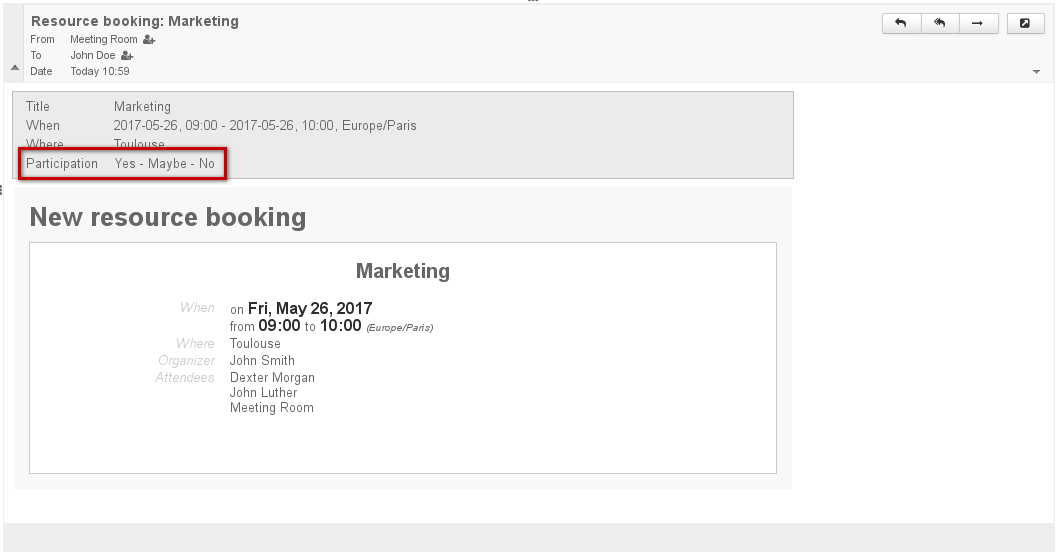 Resource booking: Marketing
From Meeting Room
To John Doe
Date Today 10:59
Title Marketing
When 2017-05-26, 09:00 - 2017-05-26, 10:00, Europe/Paris
Where Toulouse
Participation Yes - Maybe - No
New resource booking
Marketing
When on Fri, May 26, 2017
from 09:00 to 10:00 (Europe/Paris)
Where Toulouse
Organizer John Smith
Attendees Dexter Morgan
John Luther
Meeting Room